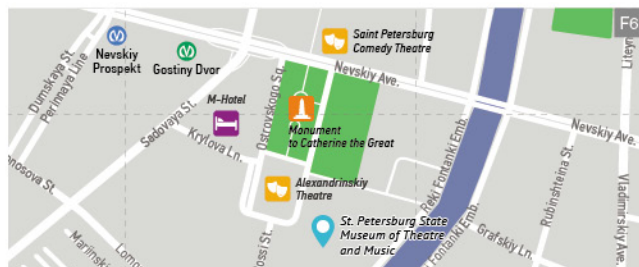 Saint Petersburg
Comedy Theatre
F6
Nevskiy
Prospekt
Gostiny Dvor
Dumskaya St.
Perinnaya Line
Nevskiy Ave.
M-Hotel
Sadovaya St.
Ostrovskogo Sq.
Monument
to Catherine the Great
Nevskiy Ave.
Krylova Ln.
Alexandrinskiy
Theatre
Reki Fontanki Emb.
Rubinshteina St.
Vladimirskiy Ave.
St. Petersburg State
Museum of Theatre
and Music
Fontanki Emb.
Grafskiy Ln.